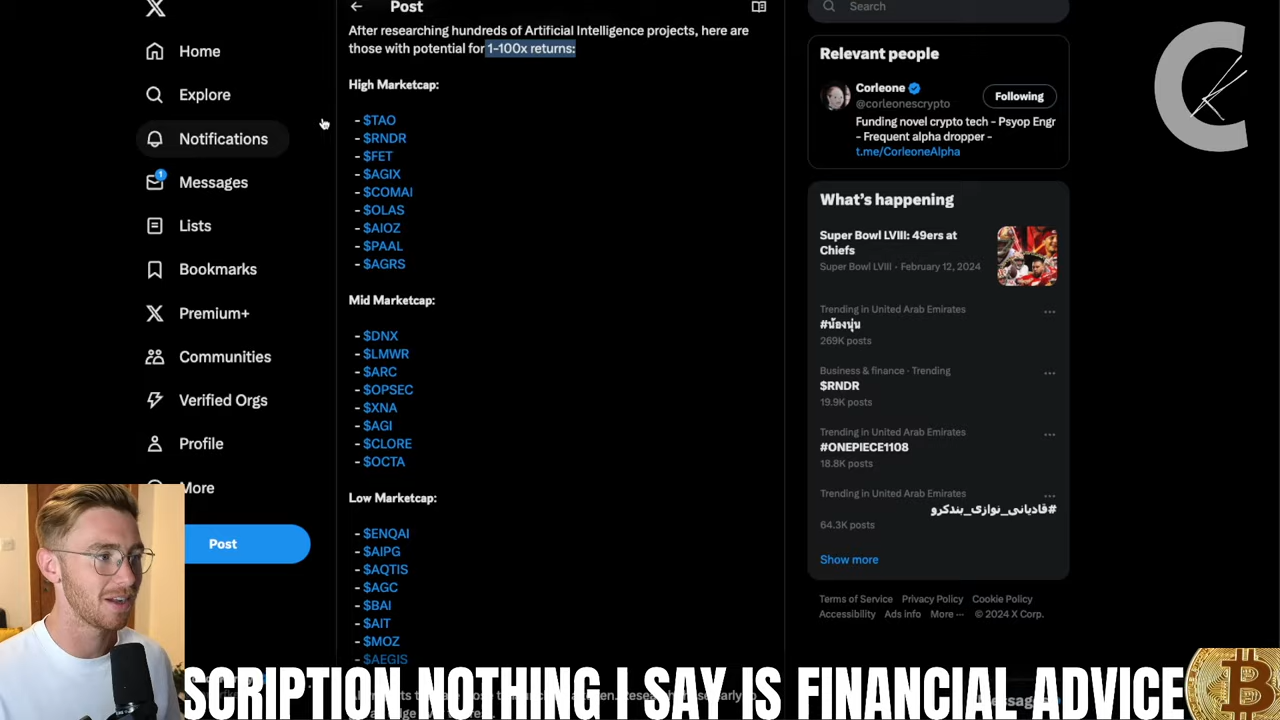 Home
Explore
Notifications
1
Messages
Lists
Bookmarks
Premium+
Communities
Verified Orgs
Profile
More
Post
Post
After researching hundreds of Artificial Intelligence projects, here are
those with potential for 1-100x returns:
High Marketcap:
- $TAO
- $RNDR
- $FET
- $AGIX
- $COMAI
- $OLAS
- $AIOZ
- $PAAL
- $AGRS
Mid Marketcap:
- $DNX
- $LMWR
- $ARC
- $OPSEC
- $XNA
- $AGI
- $CLORE
- $OCTA
Low Marketcap:
- $ENQAI
- $AIPG
- $AQTIS
- $AGC
- $BAI
- $AIT
- $MOZ
- $AEGIS
Search
Relevant people
Corleone
@corleonescrypto
Following
Funding novel crypto tech - Psyop Engr
- Frequent alpha dropper -
t.me/CorleoneAlpha
What's happening
Super Bowl LVIII: 49ers at
Chiefs
Super Bowl LVIII · February 12, 2024
Trending in United Arab Emirates
#น้องนุ่น
269K posts
Business & finance · Trending
$RNDR
19.9K posts
Trending in United Arab Emirates
#ONEPIECE1108
18.8K posts
Trending in United Arab Emirates
#قادیانی_نوازی_بندکرو
64.3K posts
Show more
Terms of Service Privacy Policy Cookie Policy
Accessibility Ads info More ··· © 2024 X Corp.
SCRIPTION NOTHING I SAY IS FINANCIAL ADVICE